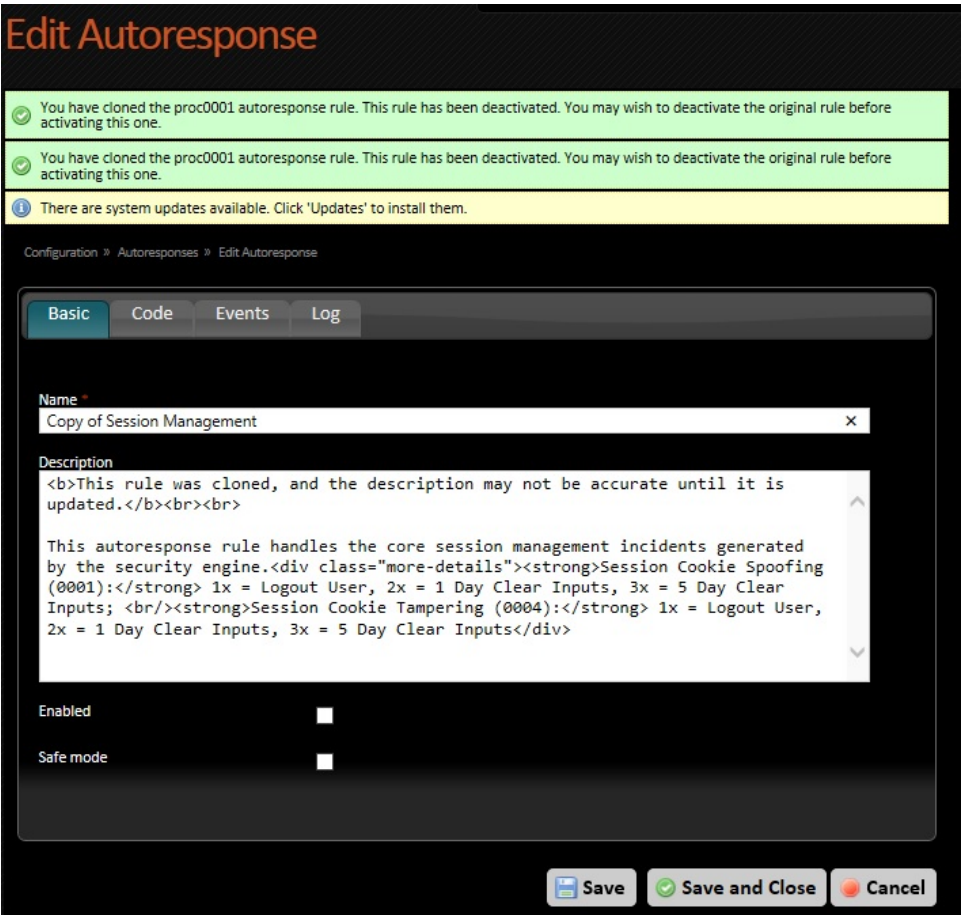 Edit Autoresponse
You have cloned the proc0001 autoresponse rule. This rule has been deactivated. You may wish to deactivate the original rule before
activating this one.
You have cloned the proc0001 autoresponse rule. This rule has been deactivated. You may wish to deactivate the original rule before
activating this one.
There are system updates available. Click 'Updates' to install them.
Configuration » Autoresponses » Edit Autoresponse
Basic Code Events Log
Name *
Copy of Session Management
Description
<b>This rule was cloned, and the description may not be accurate until it is
updated.</b><br><br>
This autoresponse rule handles the core session management incidents generated
by the security engine.<div class="more-details"><strong>Session Cookie Spoofing
(0001):</strong> 1x = Logout User, 2x = 1 Day Clear Inputs, 3x = 5 Day Clear
Inputs; <br/><strong>Session Cookie Tampering (0004):</strong> 1x = Logout User,
2x = 1 Day Clear Inputs, 3x = 5 Day Clear Inputs</div>
Enabled
Safe mode
Save Save and Close Cancel